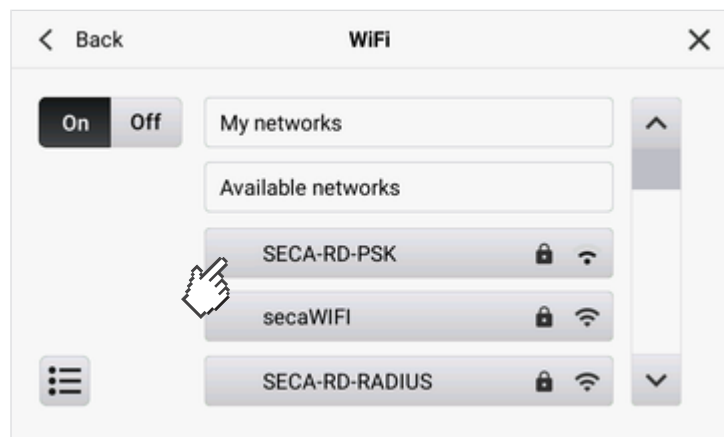 Back
WiFi
On Off
My networks
Available networks
SECA-RD-PSK
secaWIFI
SECA-RD-RADIUS